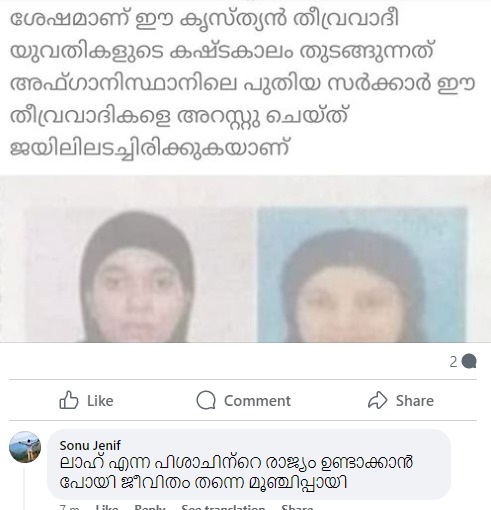 ശേഷമാണ് ഈ കൃസ്ത്യൻ തീവ്രവാദീ
യുവതികളുടെ കഷ്ടകാലം തുടങ്ങുന്നത്
അഫ്ഗാനിസ്ഥാനിലെ പുതിയ സർക്കാർ ഈ
തീവ്രവാദികളെ അറസ്റ്റു ചെയ്ത്
ജയിലിലടച്ചിരിക്കുകയാണ്
2
Like
Comment
Share
Sonu Jenif
ലാഹ് എന്ന പിശാചിന്റെ രാജ്യം ഉണ്ടാക്കാൻ
പോയി ജീവിതം തന്നെ മൂഞ്ചിപ്പായി
7 m Like Reply See translation Share